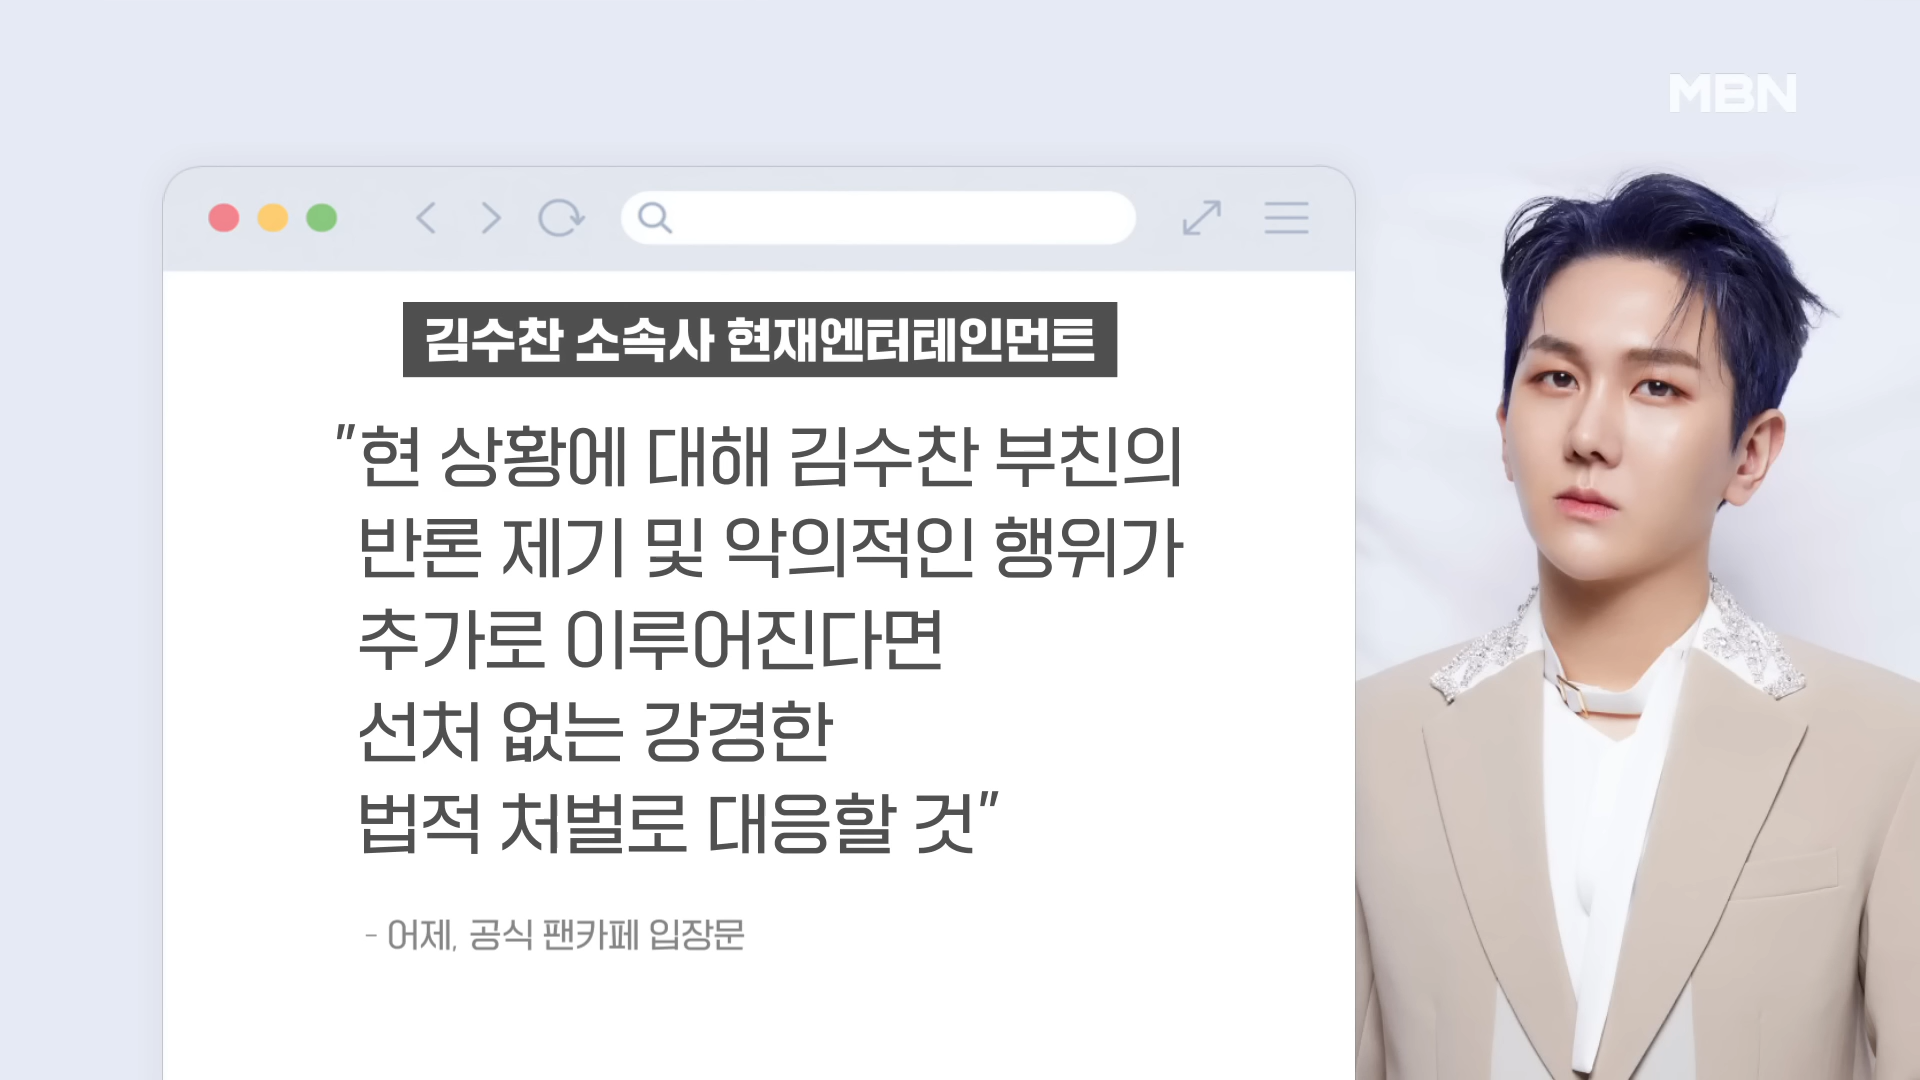 MBN
김수찬 소속사 현재엔터테인먼트
"현 상황에 대해 김수찬 부친의
반론 제기 및 악의적인 행위가
추가로 이루어진다면
선처 없는 강경한
법적 처벌로 대응할 것"
- 어제, 공식 팬카페 입장문